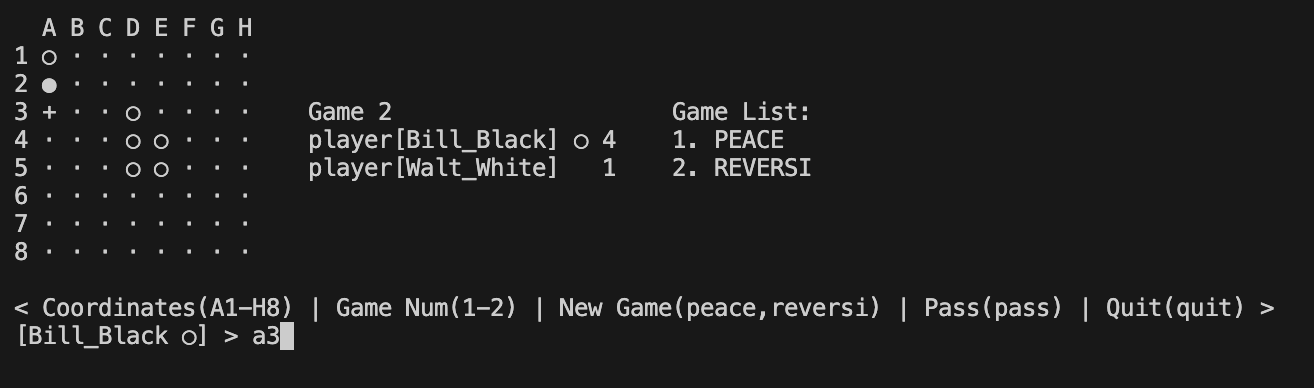 A B C D E F G H
1 ○ · · · · · · ·
2 ● · · · · · · ·
3 + · · ○ · · · ·    Game 2                    Game List:
4 · · · ○ ○ · · ·    player[Bill_Black] ○ 4    1. PEACE
5 · · · ○ ○ · · ·    player[Walt_White]   1    2. REVERSI
6 · · · · · · · ·
7 · · · · · · · ·
8 · · · · · · · ·
< Coordinates(A1-H8) | Game Num(1-2) | New Game(peace,reversi) | Pass(pass) | Quit(quit) >
[Bill_Black ○] > a3